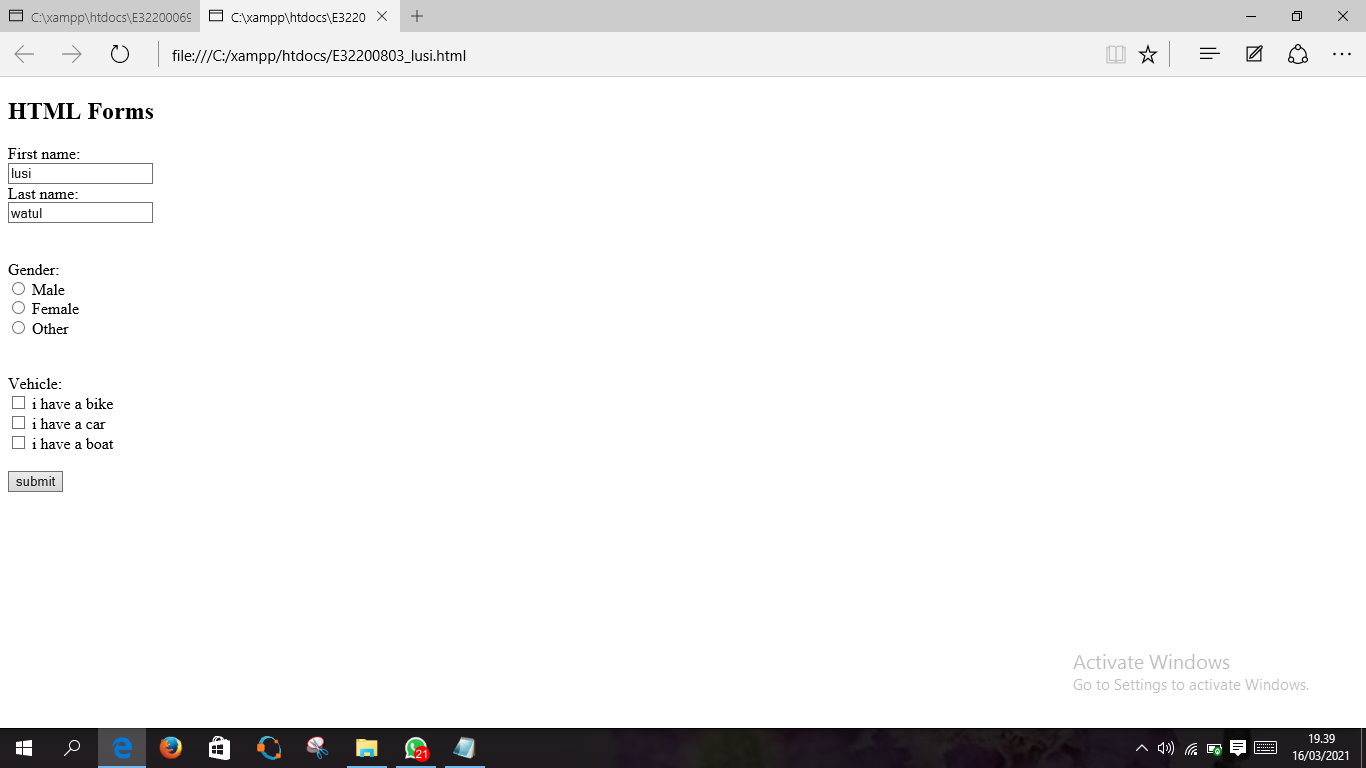 C:\xampp\htdocs\E32200069
C:\xampp\htdocs\E3220
file:///C:/xampp/htdocs/E32200803_lusi.html
HTML Forms
First name:
lusi
Last name:
watul
Gender:
Male
Female
Other
Vehicle:
i have a bike
i have a car
i have a boat
submit
Activate Windows
Go to Settings to activate Windows.
21
19.39
16/03/2021